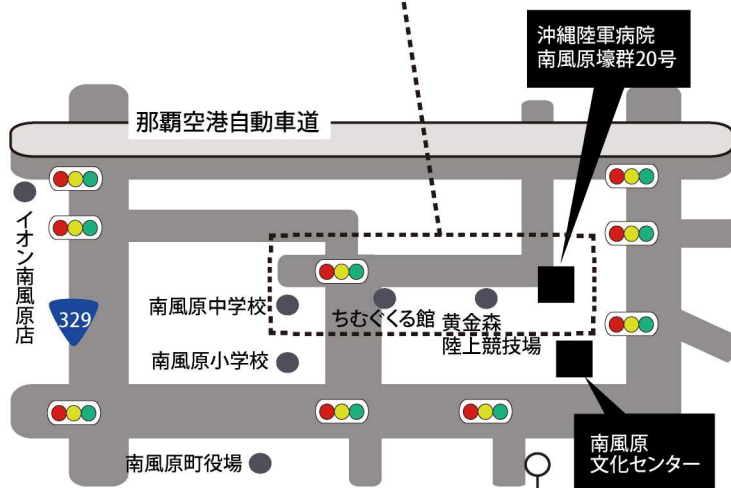 沖縄陸軍病院
南風原壕群20号
那覇空港自動車道
イオン南風原店
329
南風原中学校
ちむぐくる館
黄金森
陸上競技場
南風原小学校
南風原町役場
南風原
文化センター